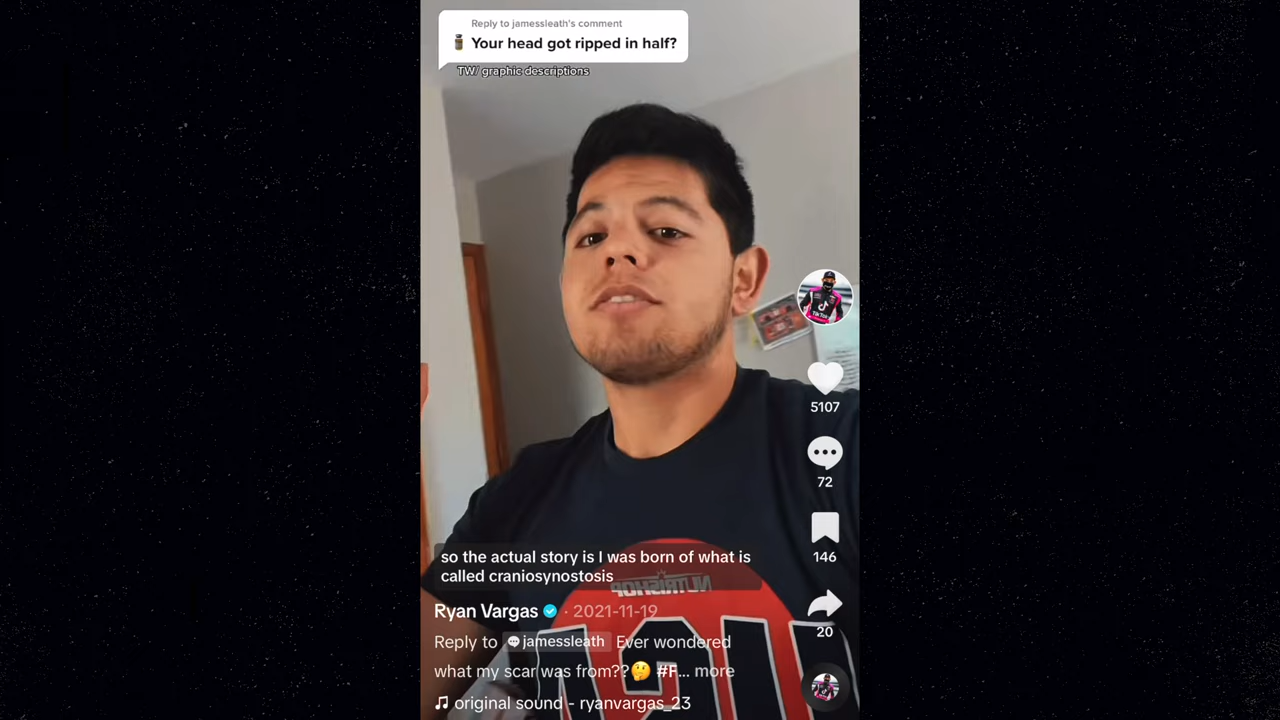 Reply to jamessleath's comment
Your head got ripped in half?
TW/ graphic descriptions
TikTok
5107
72
146
20
so the actual story is I was born of what is
called craniosynostosis
NUTRISHOP
Ryan Vargas · 2021-11-19
Reply to 💬jamessleath Ever wondered
what my scar was from??🤔 #F... more
original sound - ryanvargas_23